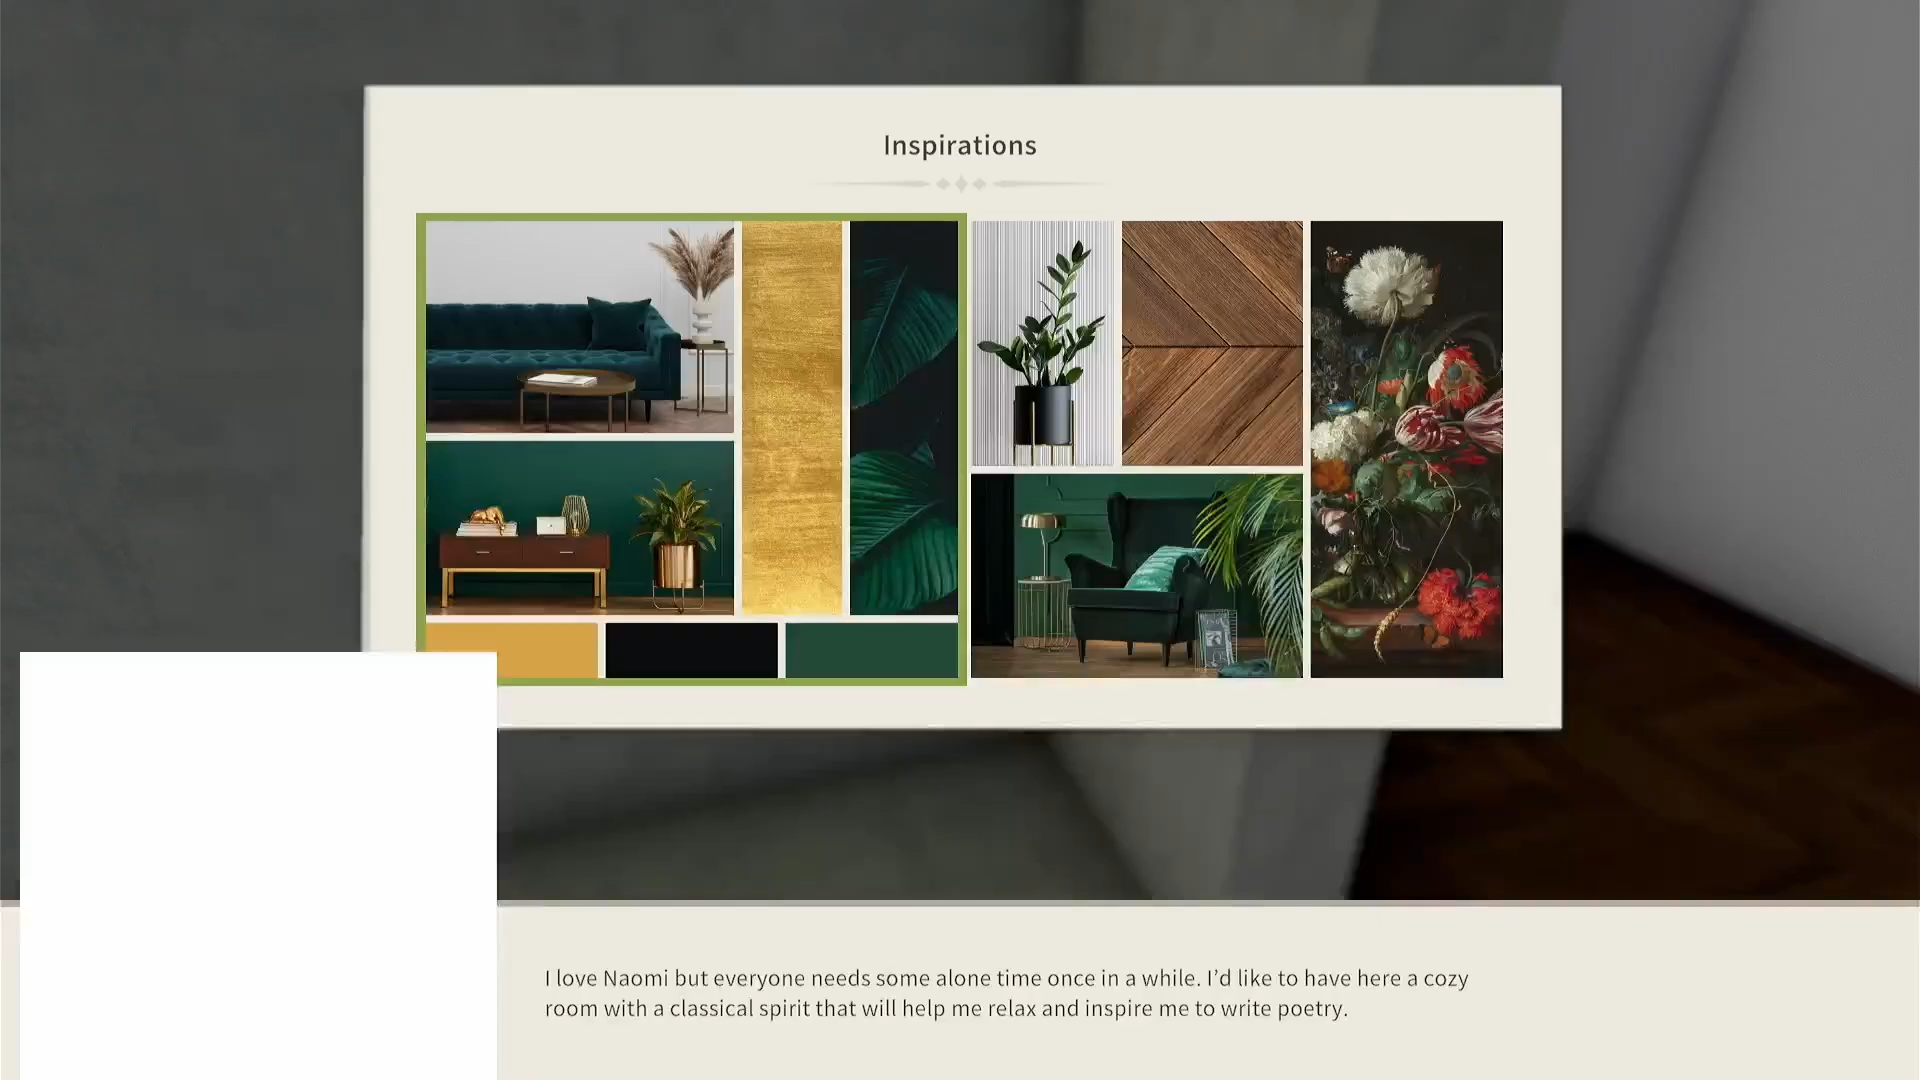 Inspirations
I love Naomi but everyone needs some alone time once in a while. I’d like to have here a cozy
room with a classical spirit that will help me relax and inspire me to write poetry.